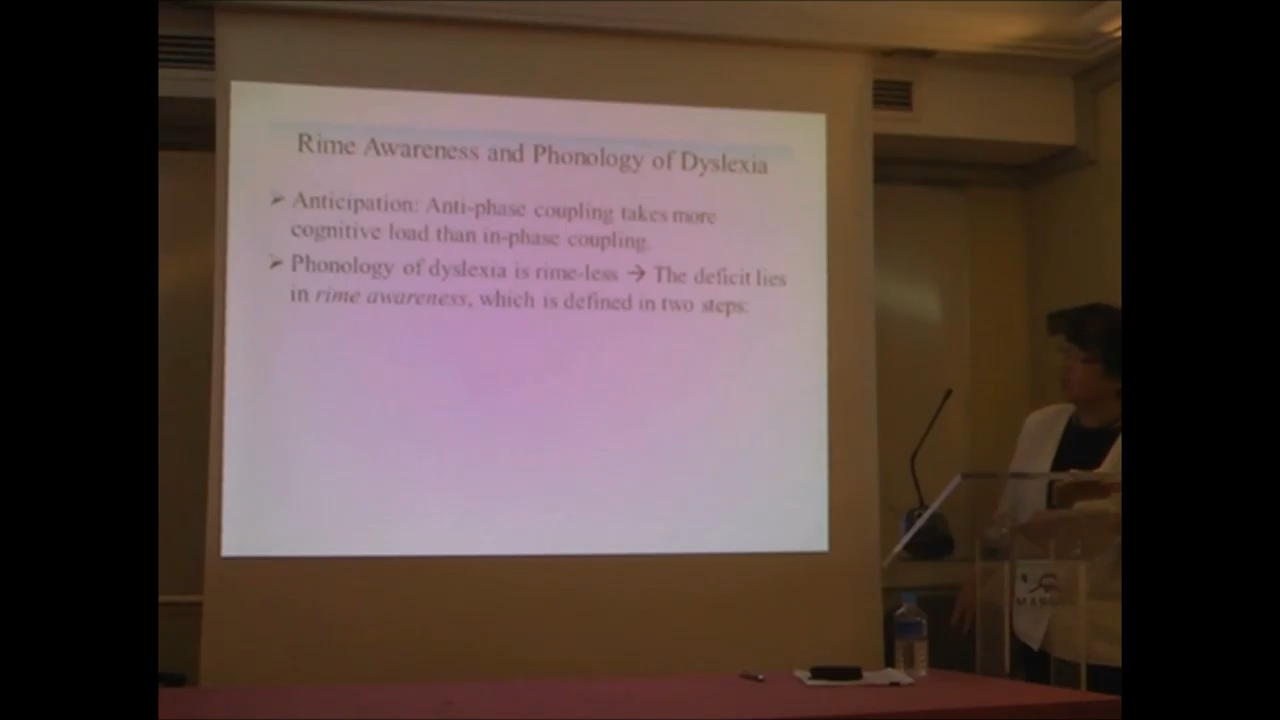 Rime Awareness and Phonology of Dyslexia
➢ Anticipation: Anti-phase coupling takes more
cognitive load than in-phase coupling.
➢ Phonology of dyslexia is rime-less → The deficit lies
in rime awareness, which is defined in two steps: